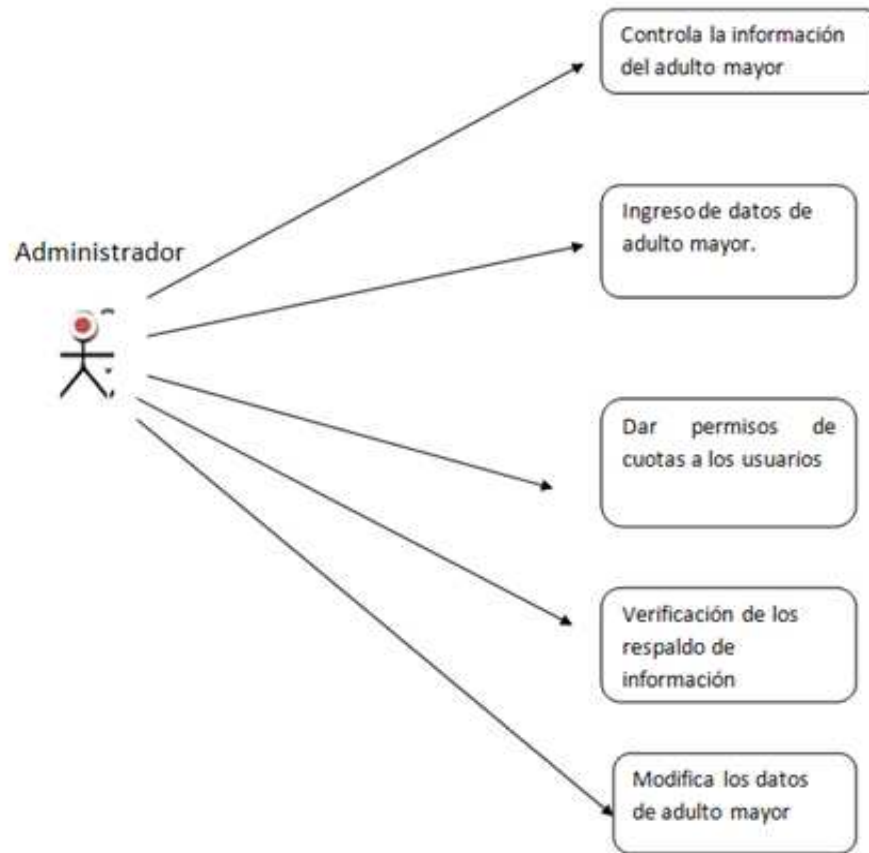 Controla la información
del adulto mayor
Ingreso de datos de
adulto mayor.
Administrador
Dar permisos de
cuotas a los usuarios
Verificación de los
respaldo de
información
Modifica los datos
de adulto mayor